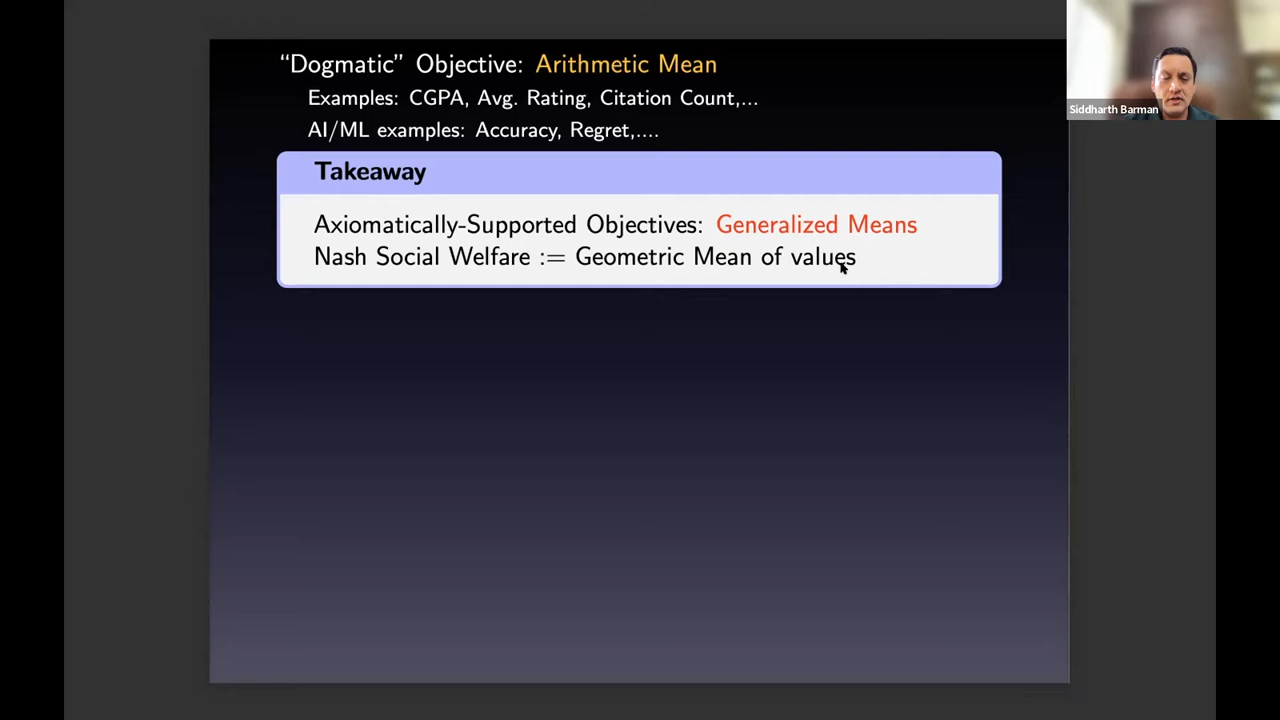 “Dogmatic” Objective: Arithmetic Mean
Examples: CGPA, Avg. Rating, Citation Count,...
AI/ML examples: Accuracy, Regret,....
Takeaway
Axiomatically-Supported Objectives: Generalized Means
Nash Social Welfare := Geometric Mean of values
Siddharth Barman